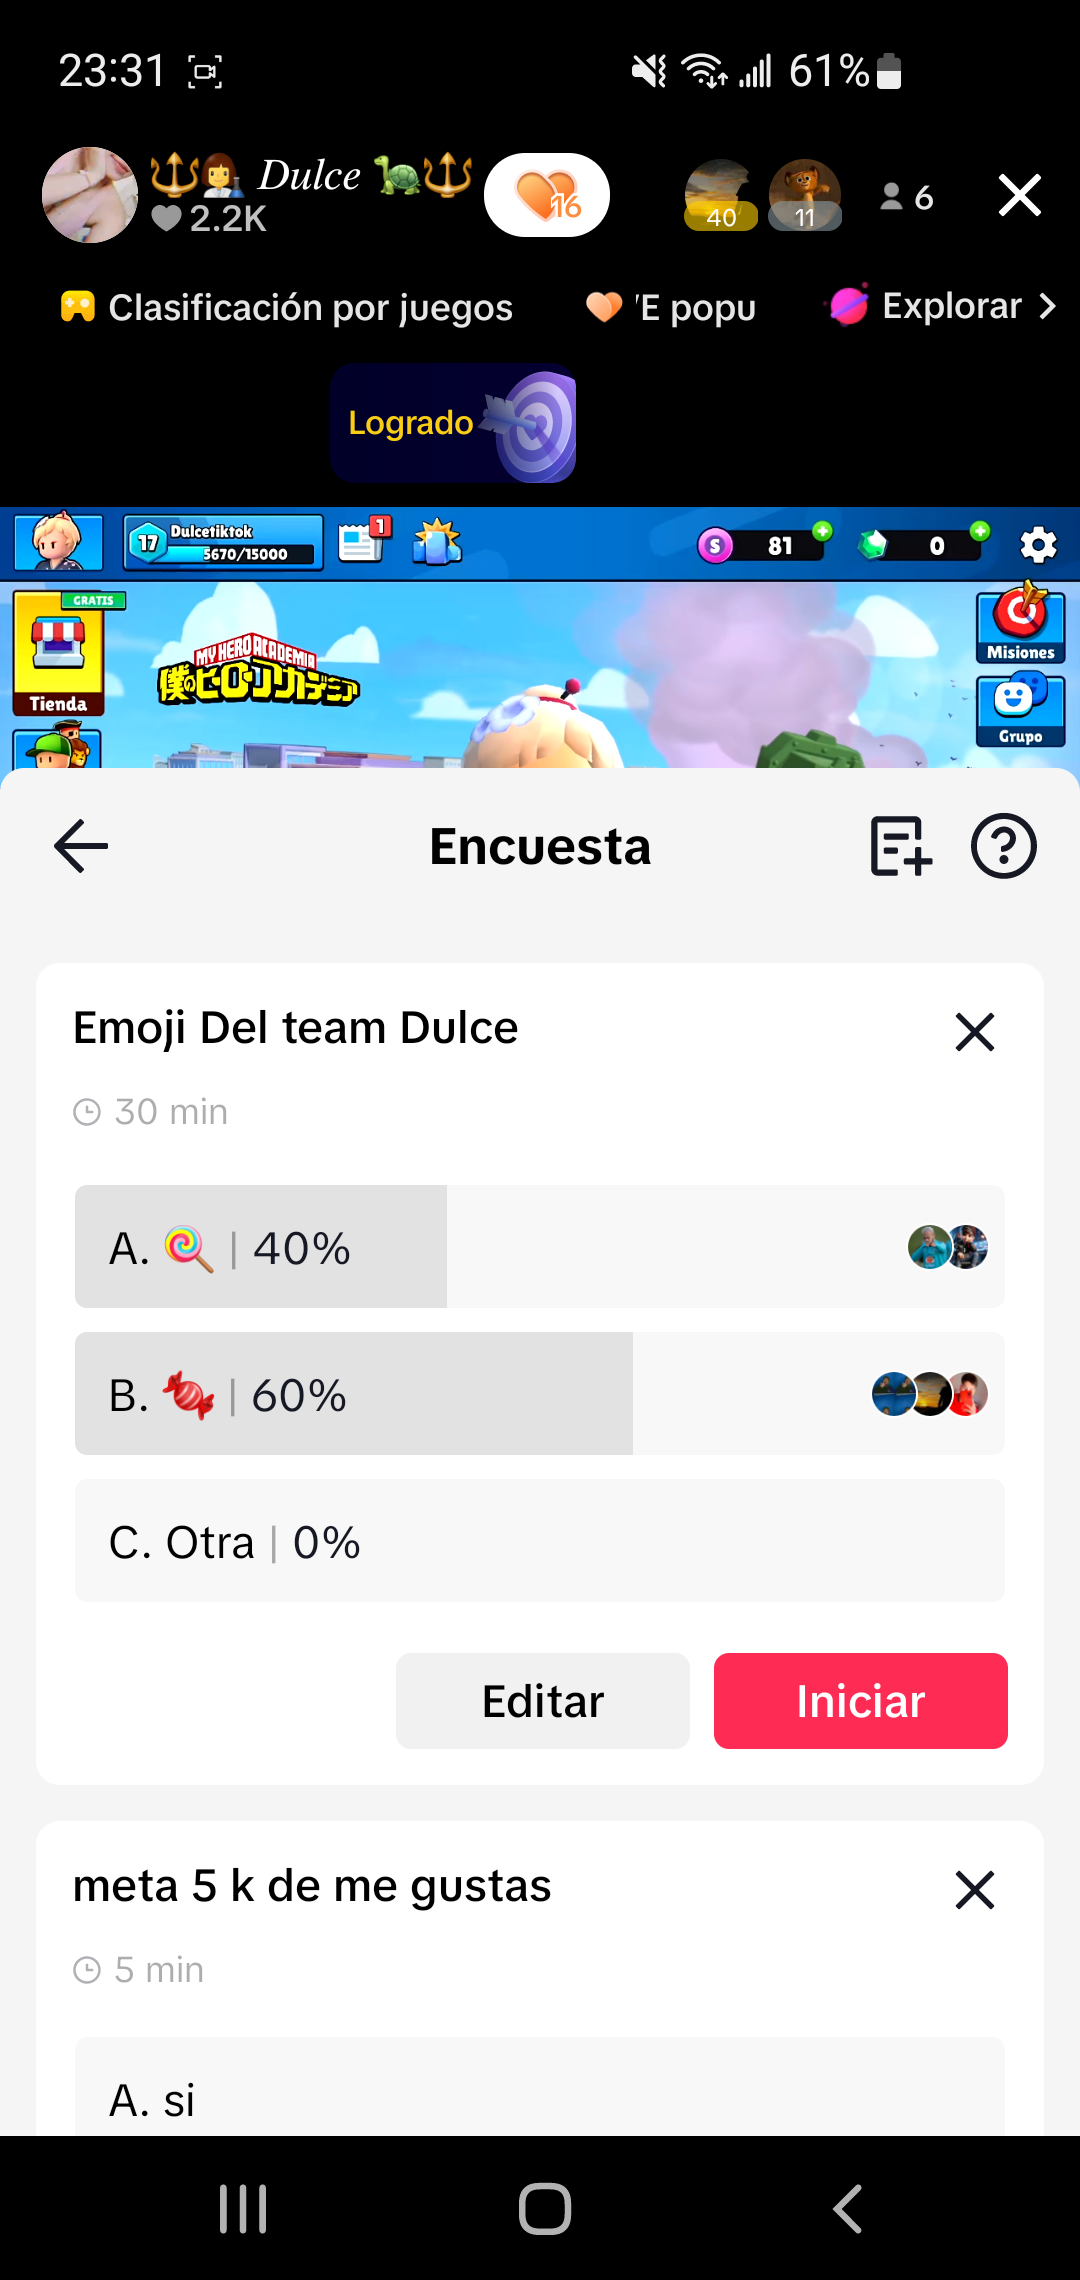 23:31
61%
🔱👩‍🔬 Dulce 🐢🔱
2.2K
16
40
11
6
Clasificación por juegos
'E popu
Explorar
Logrado
17
Dulcetiktok
5670/15000
1
S
81
0
GRATIS
Tienda
MY HERO ACADEMIA
僕のヒーローアカデミア
Misiones
Grupo
Encuesta
Emoji Del team Dulce
30 min
A. 🍭 | 40%
B. 🍬 | 60%
C. Otra | 0%
Editar
Iniciar
meta 5 k de me gustas
5 min
A. si